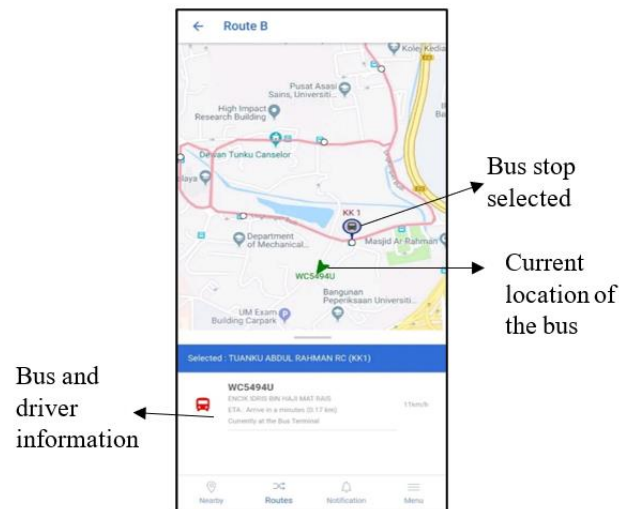 ← Route B
Kolej Kedia
Pusat Asasi
Sains, Universiti...
High Impact
Research Building
Dewan Tunku Canselor
alaya
KK 1
Department
of Mechanical...
Masjid Ar-Rahman
WC5494U
Bangunan
Peperiksaan Universiti...
UM Exam
Building Carpark
Selected : TUANKU ABDUL RAHMAN RC (KK1)
WC5494U
ENCIK IDRIS BIN HAJI MAT RAIS
ETA : Arrive in a minutes (0.17 km)
Currently at the Bus Terminal
11km/h
Nearby
Routes
Notification
Menu
Bus stop
selected
Current
location of
the bus
Bus and
driver
information